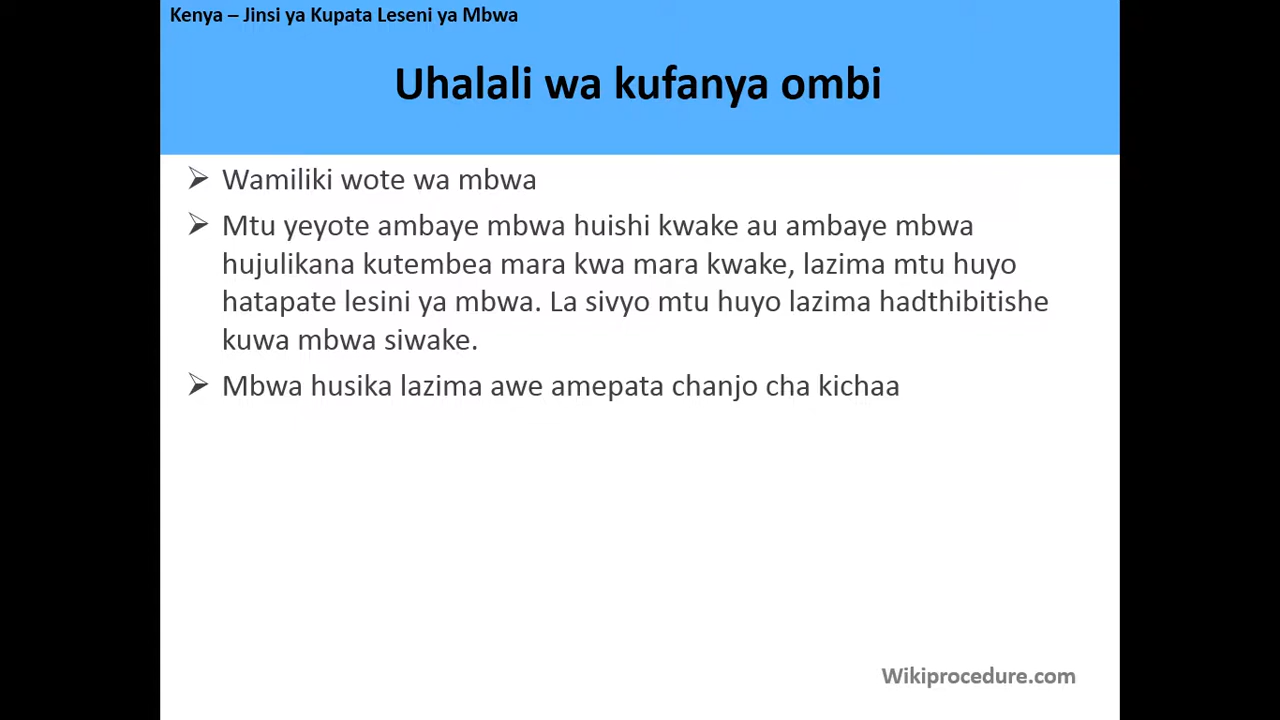 Kenya – Jinsi ya Kupata Leseni ya Mbwa
Uhalali wa kufanya ombi
➢ Wamiliki wote wa mbwa
➢ Mtu yeyote ambaye mbwa huishi kwake au ambaye mbwa
hujulikana kutembea mara kwa mara kwake, lazima mtu huyo
hatapate lesini ya mbwa. La sivyo mtu huyo lazima hadthibitishe
kuwa mbwa siwake.
➢ Mbwa husika lazima awe amepata chanjo cha kichaa
Wikiprocedure.com